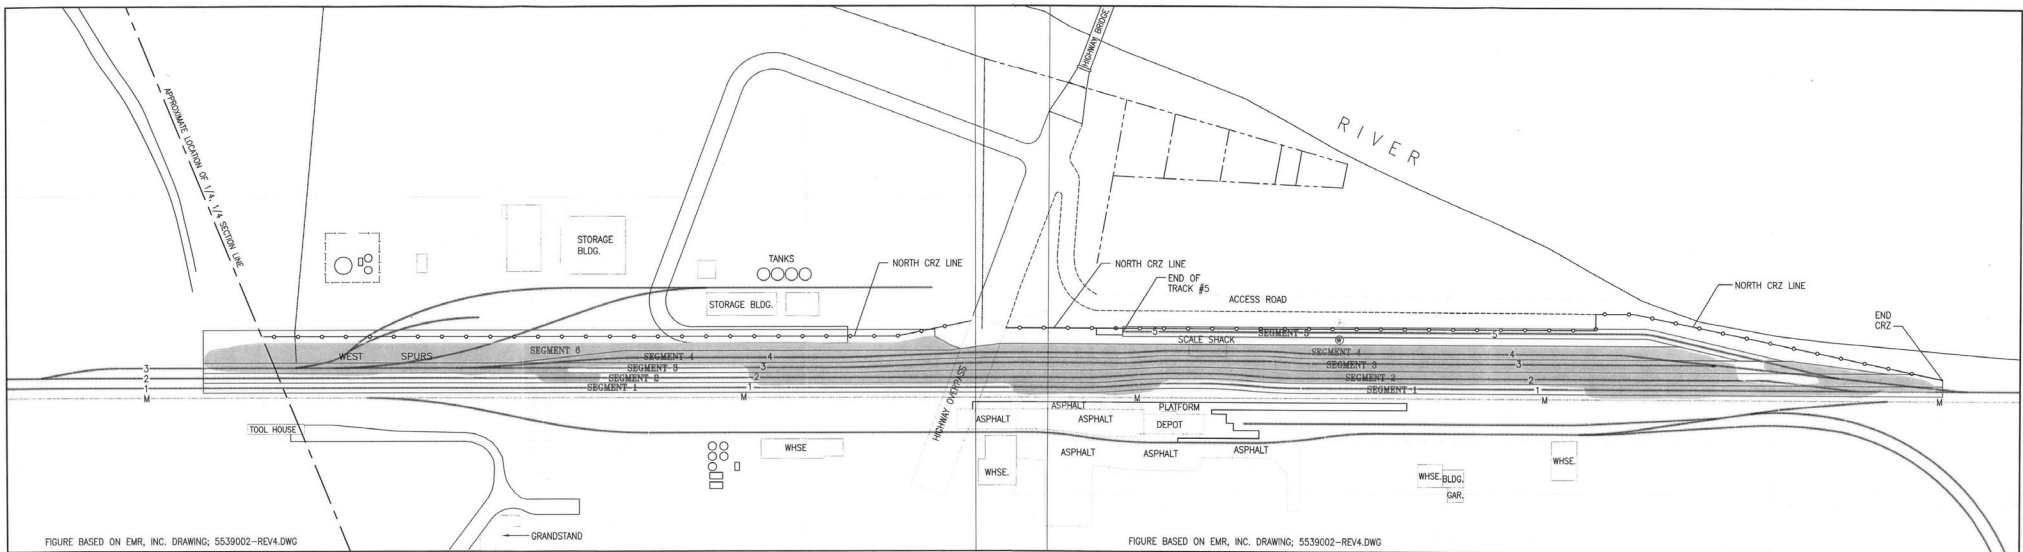 HIGHWAY BRIDGE
APPROXIMATE LOCATION OF 1/4, 1/4 SECTION LINE
RIVER
STORAGE
BLDG.
TANKS
NORTH CRZ LINE
STORAGE BLDG.
NORTH CRZ LINE
END OF
TRACK #5
ACCESS ROAD
NORTH CRZ LINE
END
CRZ
5
SEGMENT 5
5
SCALE SHACK
WEST SPURS
SEGMENT 6
SEGMENT 4
4
SEGMENT 4
4
3
SEGMENT 3
3
SEGMENT 3
3
2
SEGMENT 2
2
SEGMENT 2
2
1
SEGMENT 1
1
SEGMENT 1
1
M
M
M
M
M
HIGHWAY OVERPASS
ASPHALT
PLATFORM
ASPHALT
ASPHALT
DEPOT
TOOL HOUSE
WHSE
ASPHALT
ASPHALT
ASPHALT
WHSE.
WHSE.
WHSE.
BLDG.
GAR.
GRANDSTAND
FIGURE BASED ON EMR, INC. DRAWING; 5539002-REV4.DWG
FIGURE BASED ON EMR, INC. DRAWING; 5539002-REV4.DWG